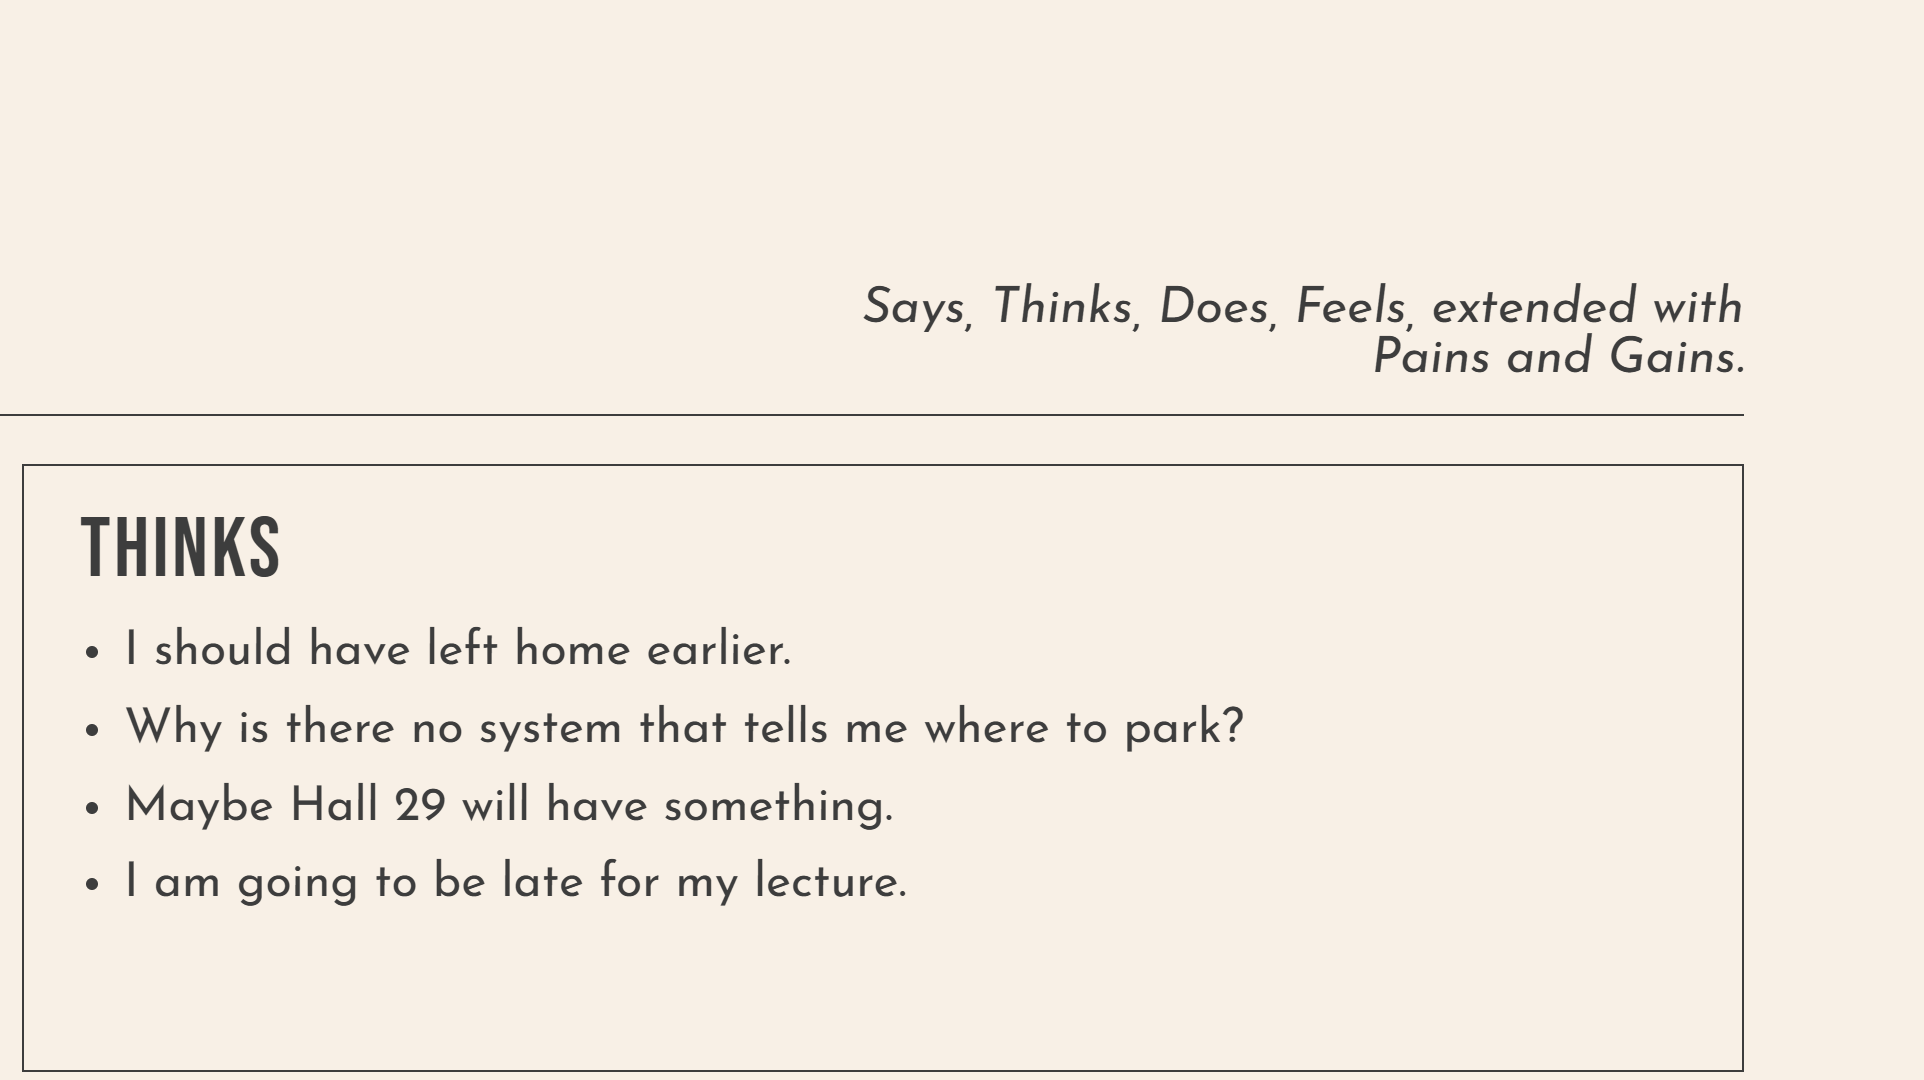 Says, Thinks, Does, Feels, extended with
Pains and Gains.
THINKS
• I should have left home earlier.
• Why is there no system that tells me where to park?
• Maybe Hall 29 will have something.
• I am going to be late for my lecture.